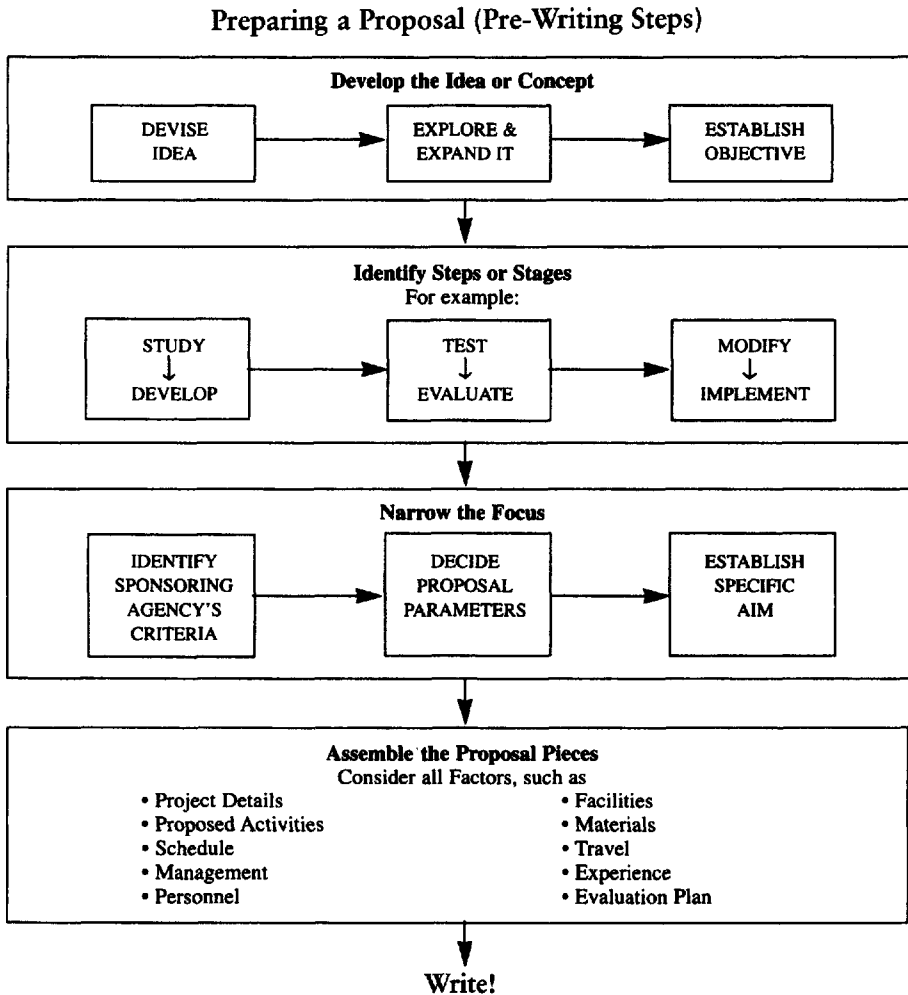 Preparing a Proposal (Pre-Writing Steps)
Develop the Idea or Concept
DEVISE
IDEA
EXPLORE &
EXPAND IT
ESTABLISH
OBJECTIVE
Identify Steps or Stages
For example:
STUDY
↓
DEVELOP
TEST
↓
EVALUATE
MODIFY
↓
IMPLEMENT
Narrow the Focus
IDENTIFY
SPONSORING
AGENCY'S
CRITERIA
DECIDE
PROPOSAL
PARAMETERS
ESTABLISH
SPECIFIC
AIM
Assemble the Proposal Pieces
Consider all Factors, such as
• Project Details
• Proposed Activities
• Schedule
• Management
• Personnel
• Facilities
• Materials
• Travel
• Experience
• Evaluation Plan
Write!